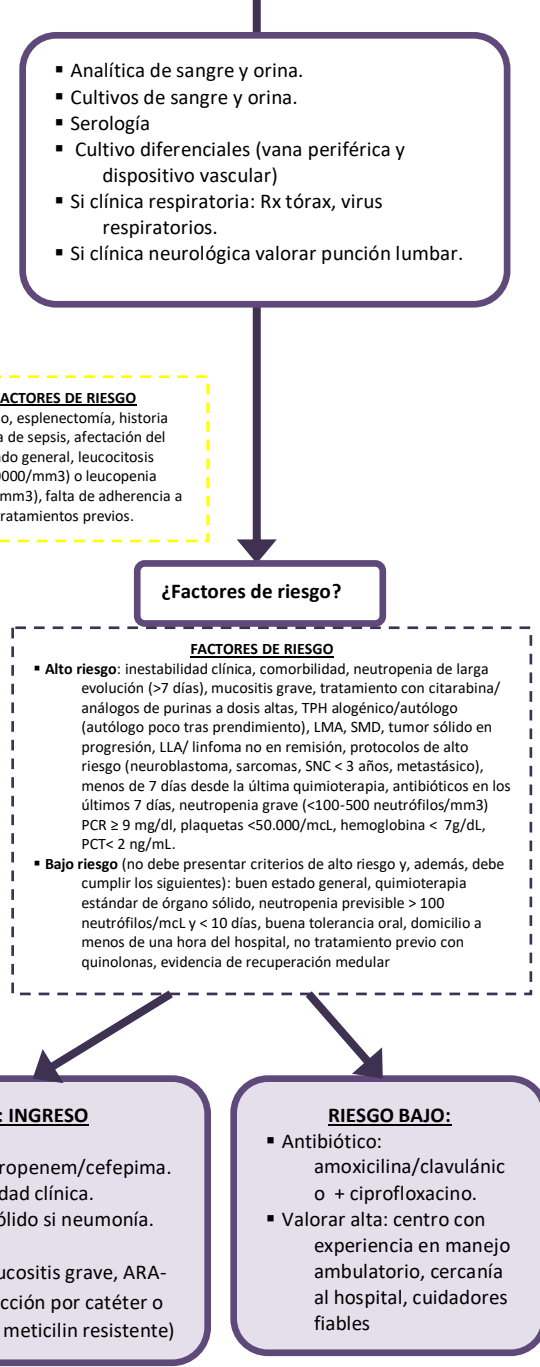 ▪ Analítica de sangre y orina.
▪ Cultivos de sangre y orina.
▪ Serología
▪ Cultivo diferenciales (vana periférica y
dispositivo vascular)
▪ Si clínica respiratoria: Rx tórax, virus
respiratorios.
▪ Si clínica neurológica valorar punción lumbar.
ACTORES DE RIESGO
o, esplenectomía, historia
a de sepsis, afectación del
do general, leucocitosis
0000/mm3) o leucopenia
/mm3), falta de adherencia a
ratamientos previos.
¿Factores de riesgo?
FACTORES DE RIESGO
▪ Alto riesgo: inestabilidad clínica, comorbilidad, neutropenia de larga
evolución (>7 días), mucositis grave, tratamiento con citarabina/
análogos de purinas a dosis altas, TPH alogénico/autólogo
(autólogo poco tras prendimiento), LMA, SMD, tumor sólido en
progresión, LLA/ linfoma no en remisión, protocolos de alto
riesgo (neuroblastoma, sarcomas, SNC < 3 años, metastásico),
menos de 7 días desde la última quimioterapia, antibióticos en los
últimos 7 días, neutropenia grave (<100-500 neutrófilos/mm3)
PCR ≥ 9 mg/dl, plaquetas <50.000/mcL, hemoglobina < 7g/dL,
PCT< 2 ng/mL.
▪ Bajo riesgo (no debe presentar criterios de alto riesgo y, además, debe
cumplir los siguientes): buen estado general, quimioterapia
estándar de órgano sólido, neutropenia previsible > 100
neutrófilos/mcL y < 10 días, buena tolerancia oral, domicilio a
menos de una hora del hospital, no tratamiento previo con
quinolonas, evidencia de recuperación medular
: INGRESO
ropenem/cefepima.
dad clínica.
ólido si neumonía.
ucositis grave, ARA-
cción por catéter o
meticilin resistente)
RIESGO BAJO:
▪ Antibiótico:
amoxicilina/clavulánic
o + ciprofloxacino.
▪ Valorar alta: centro con
experiencia en manejo
ambulatorio, cercanía
al hospital, cuidadores
fiables